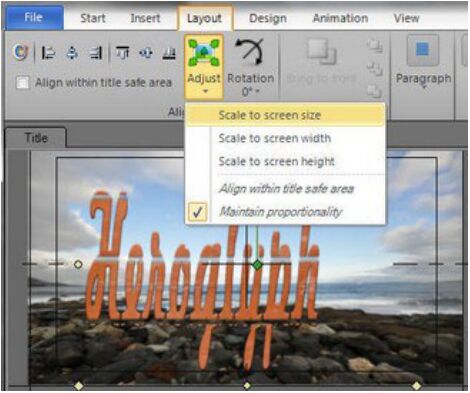 File Start Insert Layout Design Animation View
Adjust Rotation Bring to front Paragraph
Align within title safe area 0°
Ali
Scale to screen size
Title
Scale to screen width
Scale to screen height
Align within title safe area
Maintain proportionality
Heroglyph